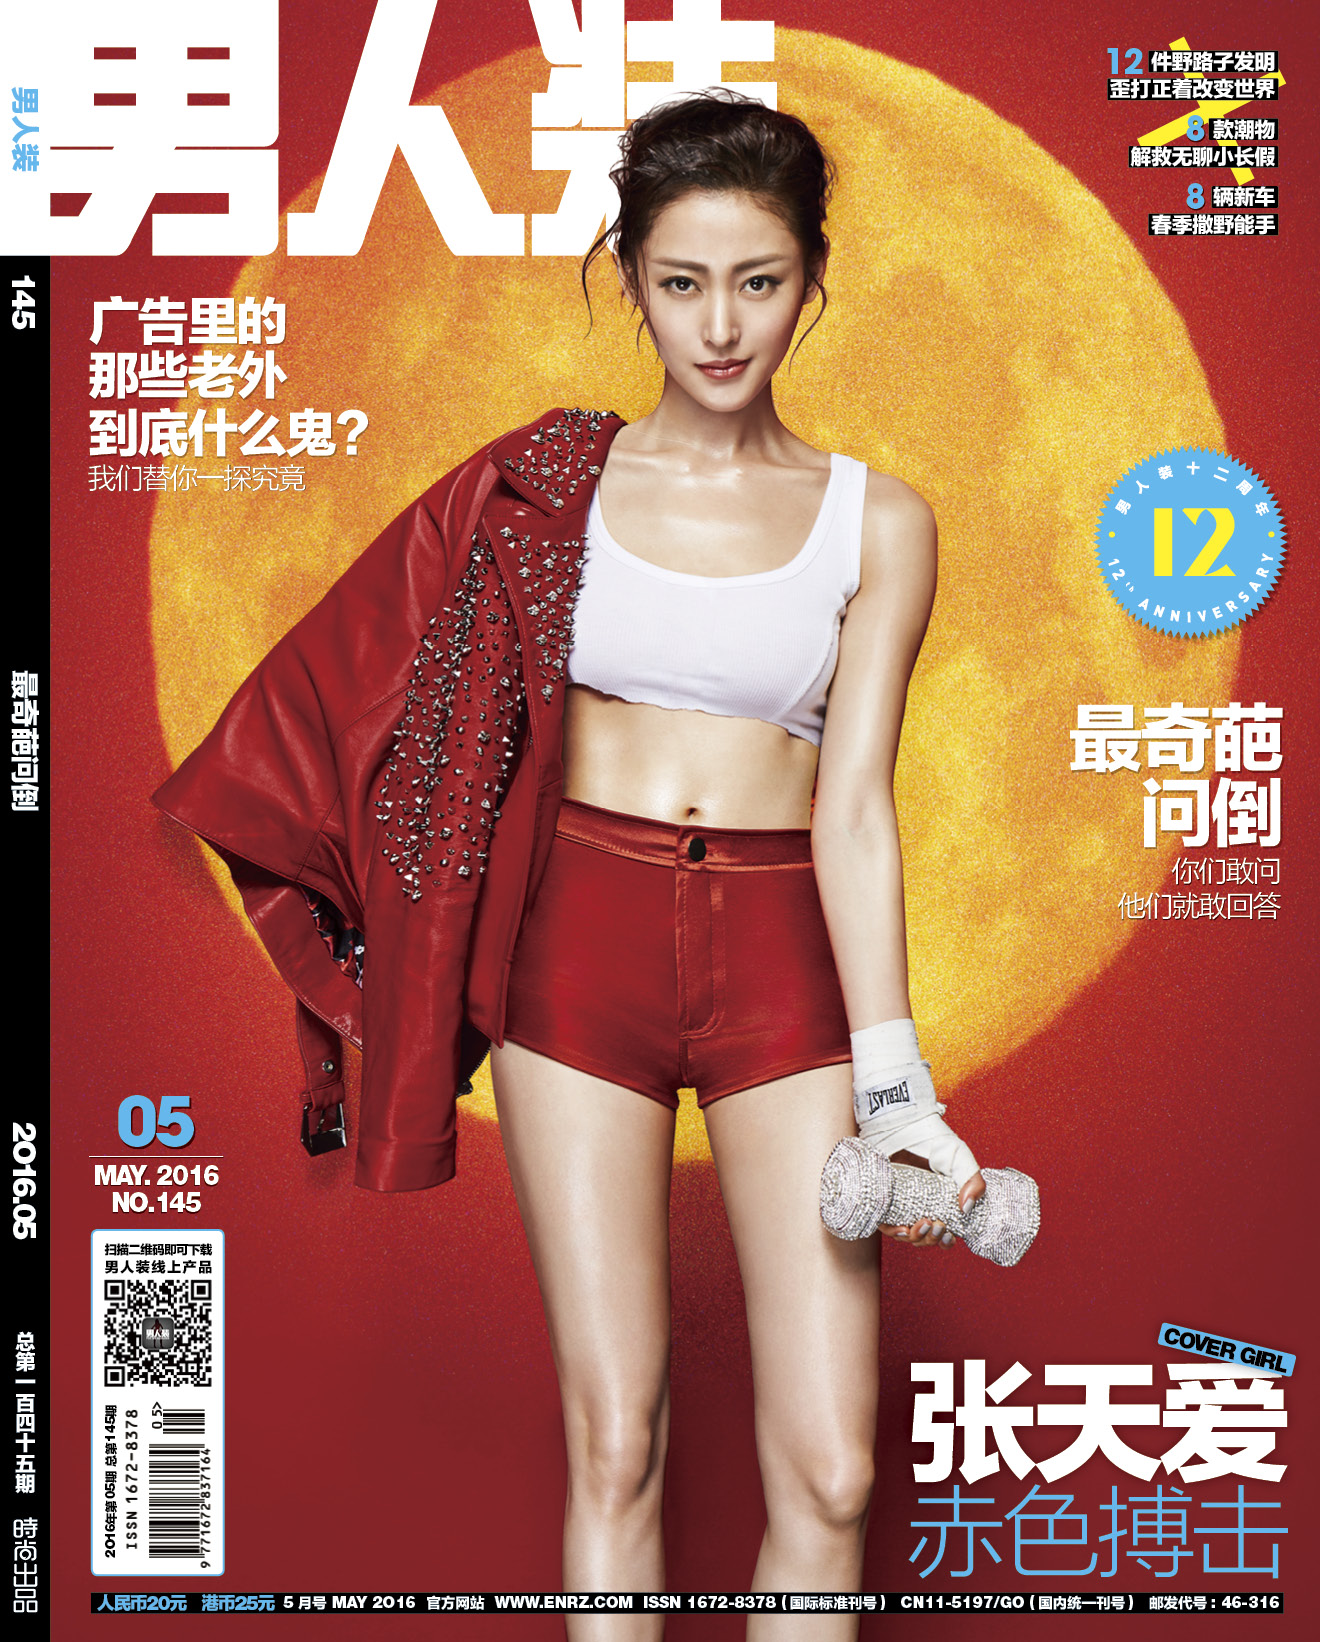 男人装
男人装
145
最奇葩问倒
2016.05
总第一百四十五期
時尚出品
12件野路子发明
歪打正着改变世界
8款潮物
解救无聊小长假
8辆新车
春季撒野能手
广告里的
那些老外
到底什么鬼?
我们替你一探究竟
男人装十二周年
12
12th ANNIVERSARY
最奇葩
问倒
你们敢问
他们就敢回答
EVERLAST
05
MAY. 2016
NO.145
扫描二维码即可下载
男人装线上产品
男人装
2016年第05期 总第145期
ISSN 1672-8378
05>
9 771672 837164
COVER GIRL
张天爱
赤色搏击
人民币20元 港币25元 5月号 MAY 2016 官方网站 WWW.ENRZ.COM ISSN 1672-8378(国际标准刊号) CN11-5197/GO(国内统一刊号) 邮发代号:46-316